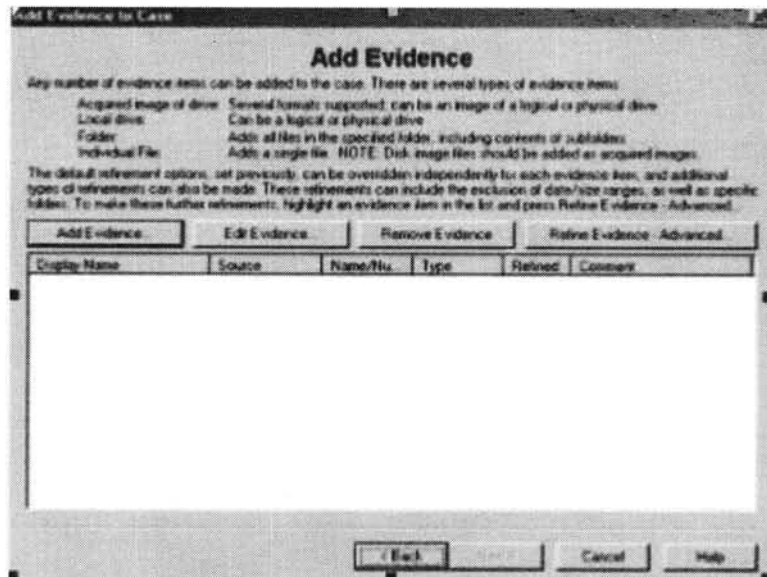 Add Evidence to Case
Add Evidence
Any number of evidence items can be added to the case. There are several types of evidence items
Acquired image of drive: Several formats supported; can be an image of a logical or physical drive
Local drive: Can be a logical or physical drive
Folder: Adds all files in the specified folder, including contents of subfolders
Individual File: Adds a single file. NOTE: Disk image files should be added as acquired images.
The default refinement options, set previously, can be overridden independently for each evidence item, and additional
types of refinements can also be made. These refinements can include the exclusion of date/size ranges, as well as specific
folders. To make these further refinements, highlight an evidence item in the list and press Refine Evidence - Advanced...
Add Evidence... Edit Evidence... Remove Evidence Refine Evidence - Advanced...
Display Name Source Name/Nu... Type Refined Comment
< Back Next > Cancel Help